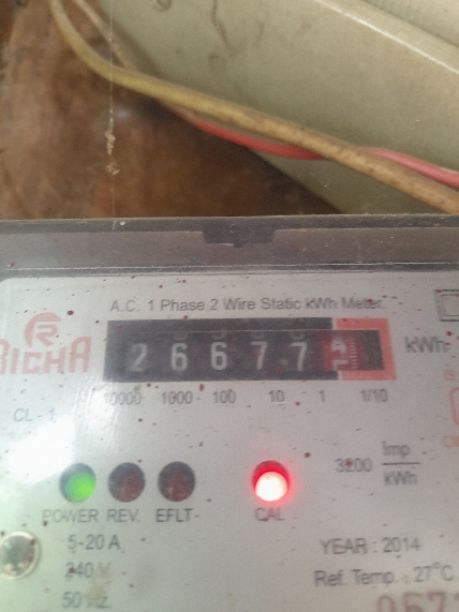 A.C. 1 Phase 2 Wire Static kWh Meter
RICHA
2 6 6 7 7
kWh
10000 1000 100 10 1 1/10
CL - 1
3200 Imp/kWh
POWER REV. EFLT CAL
5-20 A
240 V
50 Hz
YEAR : 2014
Ref. Temp. 27°C